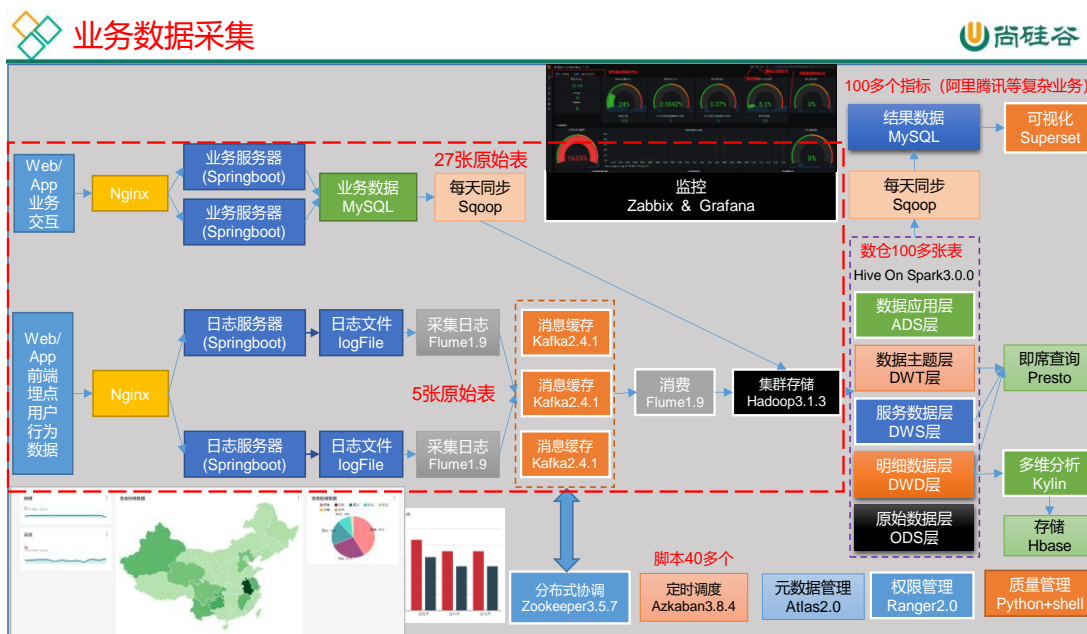 业务数据采集
尚硅谷
100多个指标（阿里腾讯等复杂业务)
结果数据
MySQL
可视化
Superset
24%
0.0042%
0.37%
5.3%
0%
1633%
0%
监控
Zabbix & Grafana
27张原始表
Web/
App
业务
交互
Nginx
业务服务器
(Springboot)
业务服务器
(Springboot)
业务数据
MySQL
每天同步
Sqoop
每天同步
Sqoop
数仓100多张表
Hive On Spark3.0.0
数据应用层
ADS层
数据主题层
DWT层
服务数据层
DWS层
明细数据层
DWD层
原始数据层
ODS层
即席查询
Presto
多维分析
Kylin
存储
Hbase
Web/
App
前端
埋点
用户
行为
数据
Nginx
日志服务器
(Springboot)
日志文件
logFile
采集日志
Flume1.9
消息缓存
Kafka2.4.1
5张原始表
消息缓存
Kafka2.4.1
消费
Flume1.9
集群存储
Hadoop3.1.3
日志服务器
(Springboot)
日志文件
logFile
采集日志
Flume1.9
消息缓存
Kafka2.4.1
脚本40多个
分布式协调
Zookeeper3.5.7
定时调度
Azkaban3.8.4
元数据管理
Atlas2.0
权限管理
Ranger2.0
质量管理
Python+shell